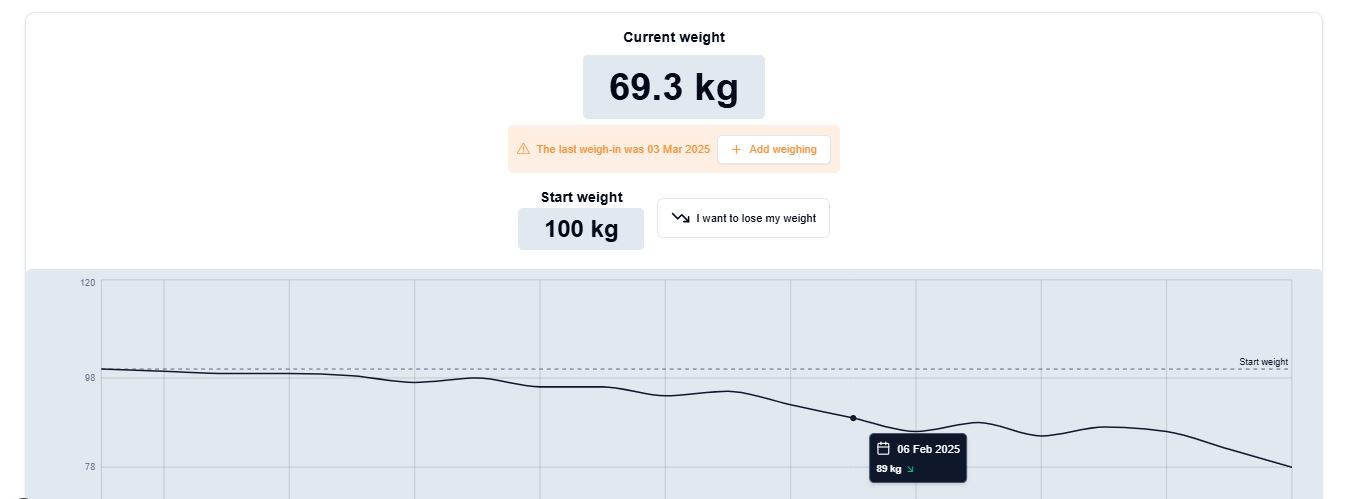 Current weight
69.3 kg
The last weigh-in was 03 Mar 2025
Add weighing
Start weight
100 kg
I want to lose my weight
120
Start weight
98
06 Feb 2025
89 kg
78